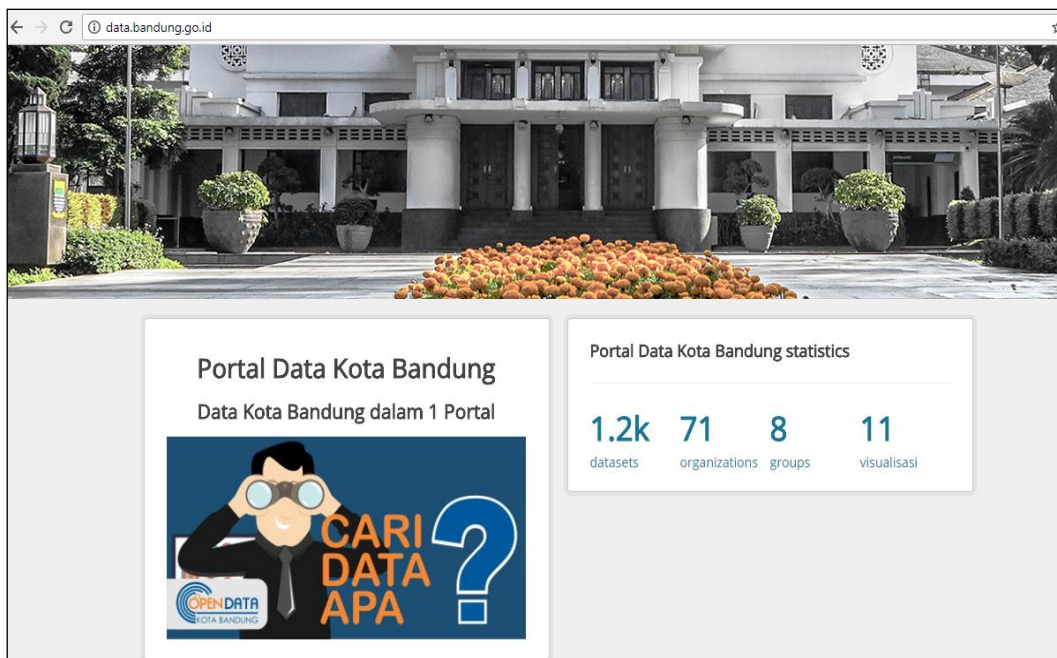 data.bandung.go.id
Portal Data Kota Bandung
Data Kota Bandung dalam 1 Portal
CARI
DATA
APA
?
OPEN DATA
KOTA BANDUNG
Portal Data Kota Bandung statistics
1.2k 71 8 11
datasets organizations groups visualisasi